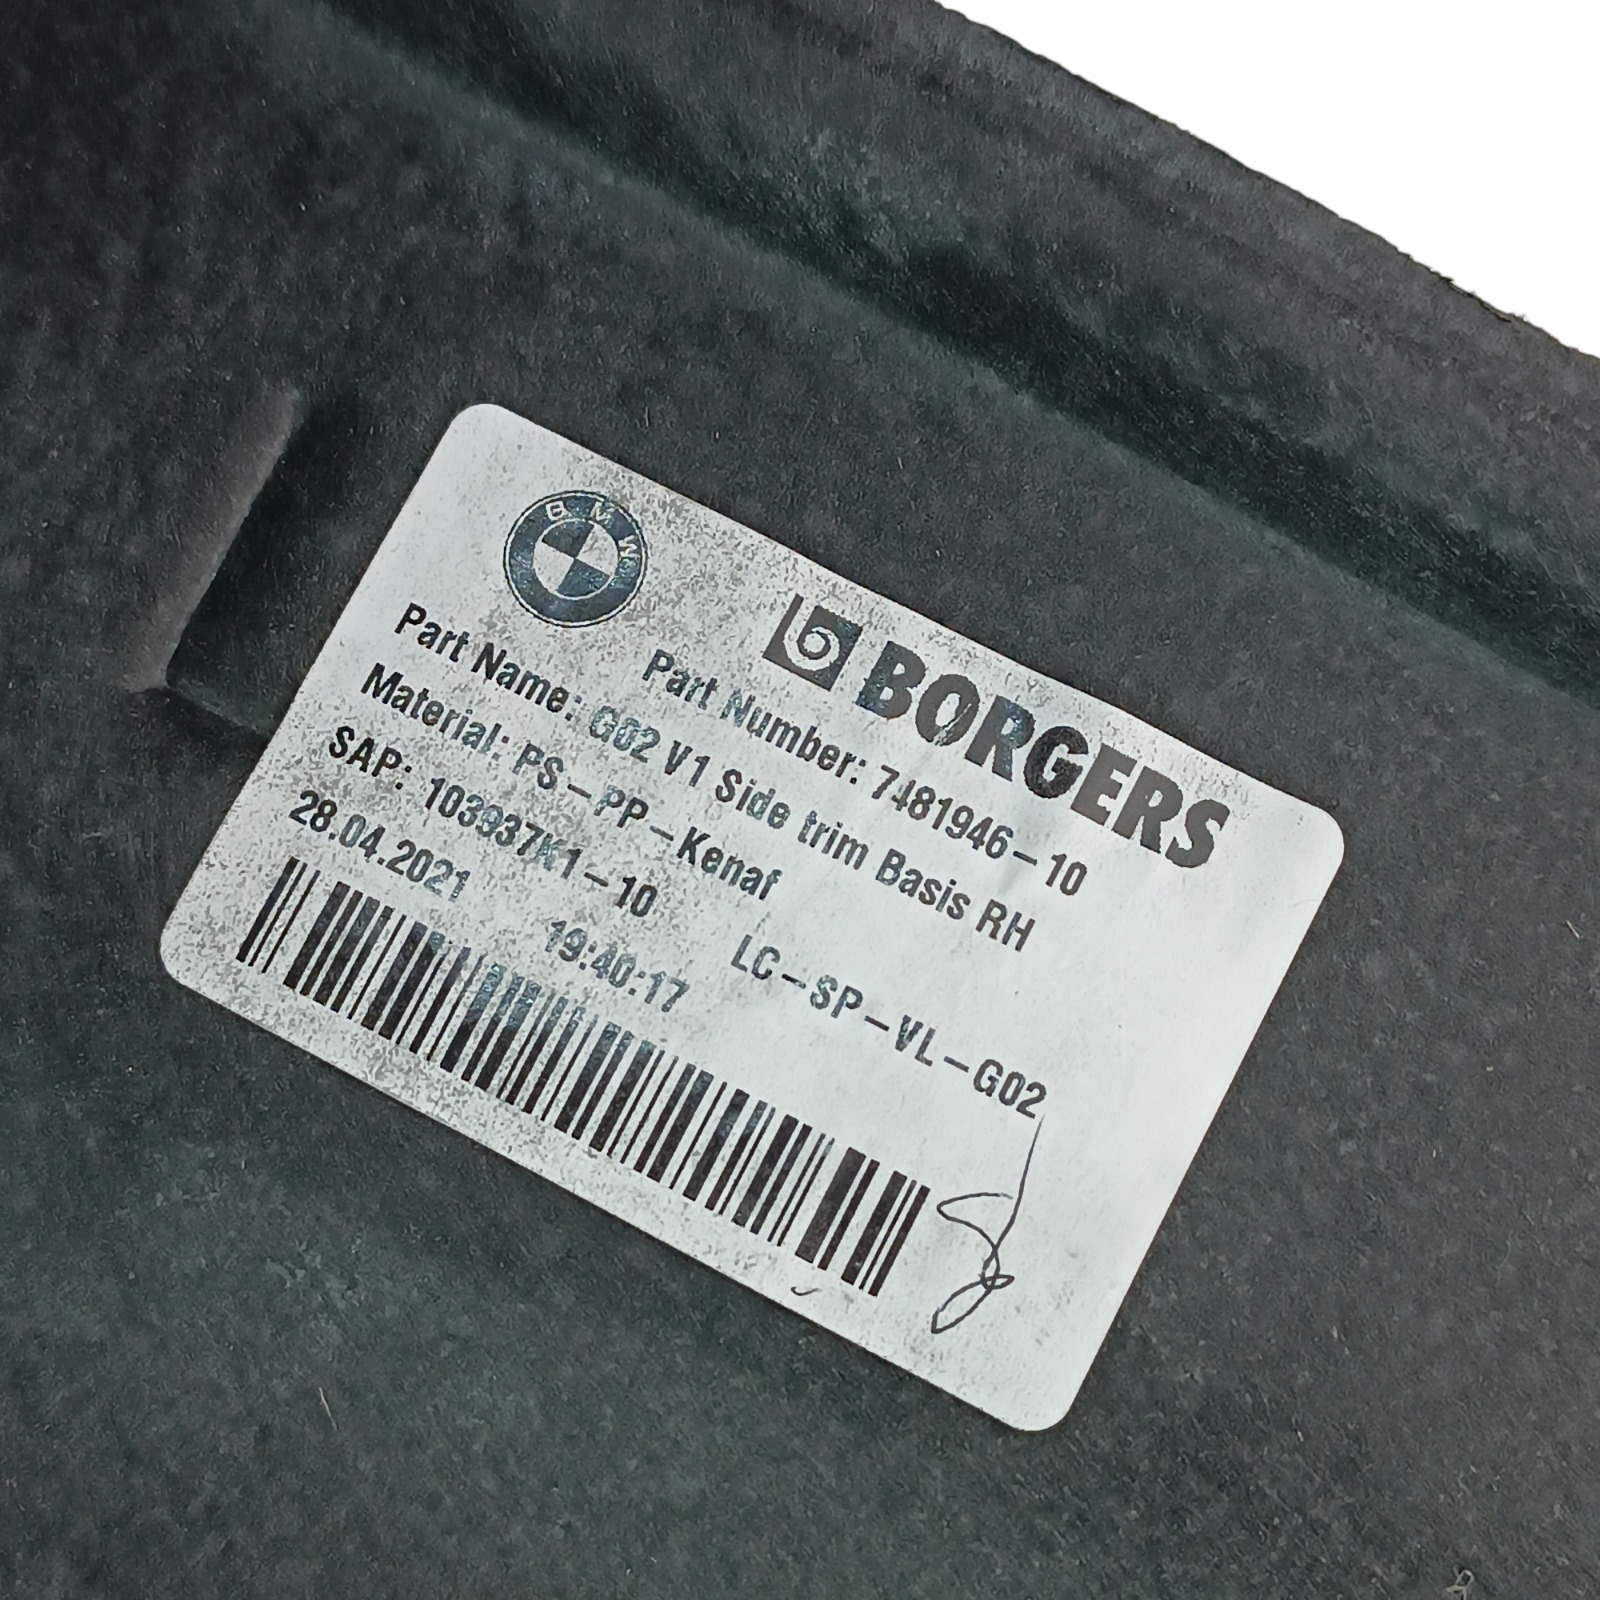 BMW
BORGERS
Part Number: 7481946-10
Part Name: G02 V1 Side trim Basis RH
Material: PS-PP-Kenaf
SAP: 103937K1-10 LC-SP-VL-G02
28.04.2021 19:40:17